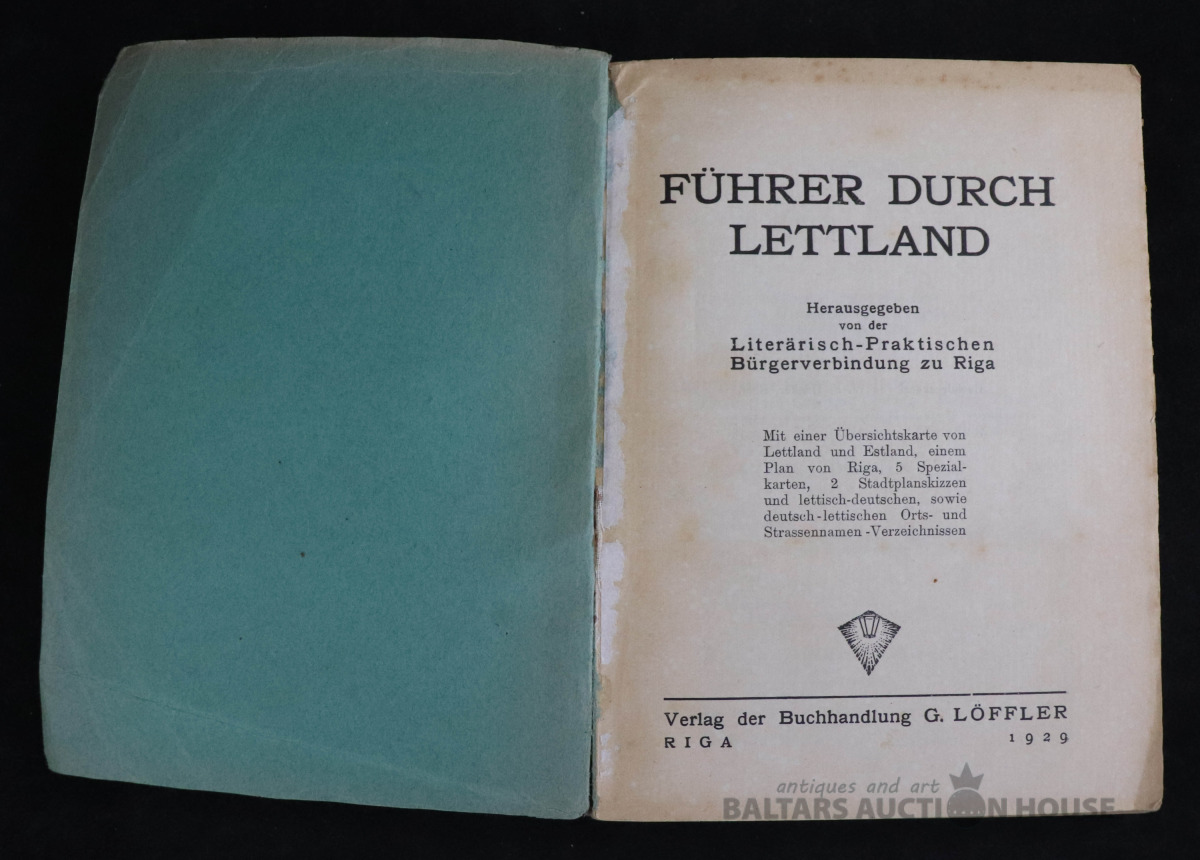 FÜHRER DURCH
LETTLAND
Herausgegeben
von der
Literärisch-Praktischen
Bürgerverbindung zu Riga
Mit einer Übersichtskarte von
Lettland und Estland, einem
Plan von Riga, 5 Spezial-
karten, 2 Stadtplanskizzen
und lettisch-deutschen, sowie
deutsch-lettischen Orts- und
Strassennamen-Verzeichnissen
Verlag der Buchhandlung G. LÖFFLER
RIGA 1929
antiques and art
BALTARS AUCTION HOUSE